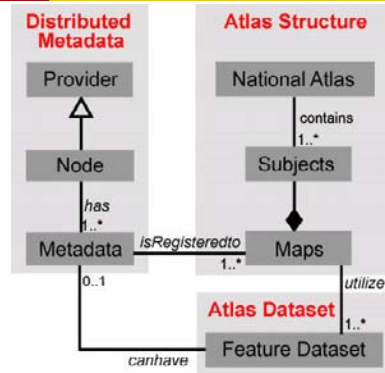 Distributed
Metadata
Provider
Node
has
1..*
Metadata
0..1
canhave
isRegisteredto
1..*
Atlas Structure
National Atlas
contains
1..*
Subjects
Maps
utilize
1..*
Atlas Dataset
Feature Dataset